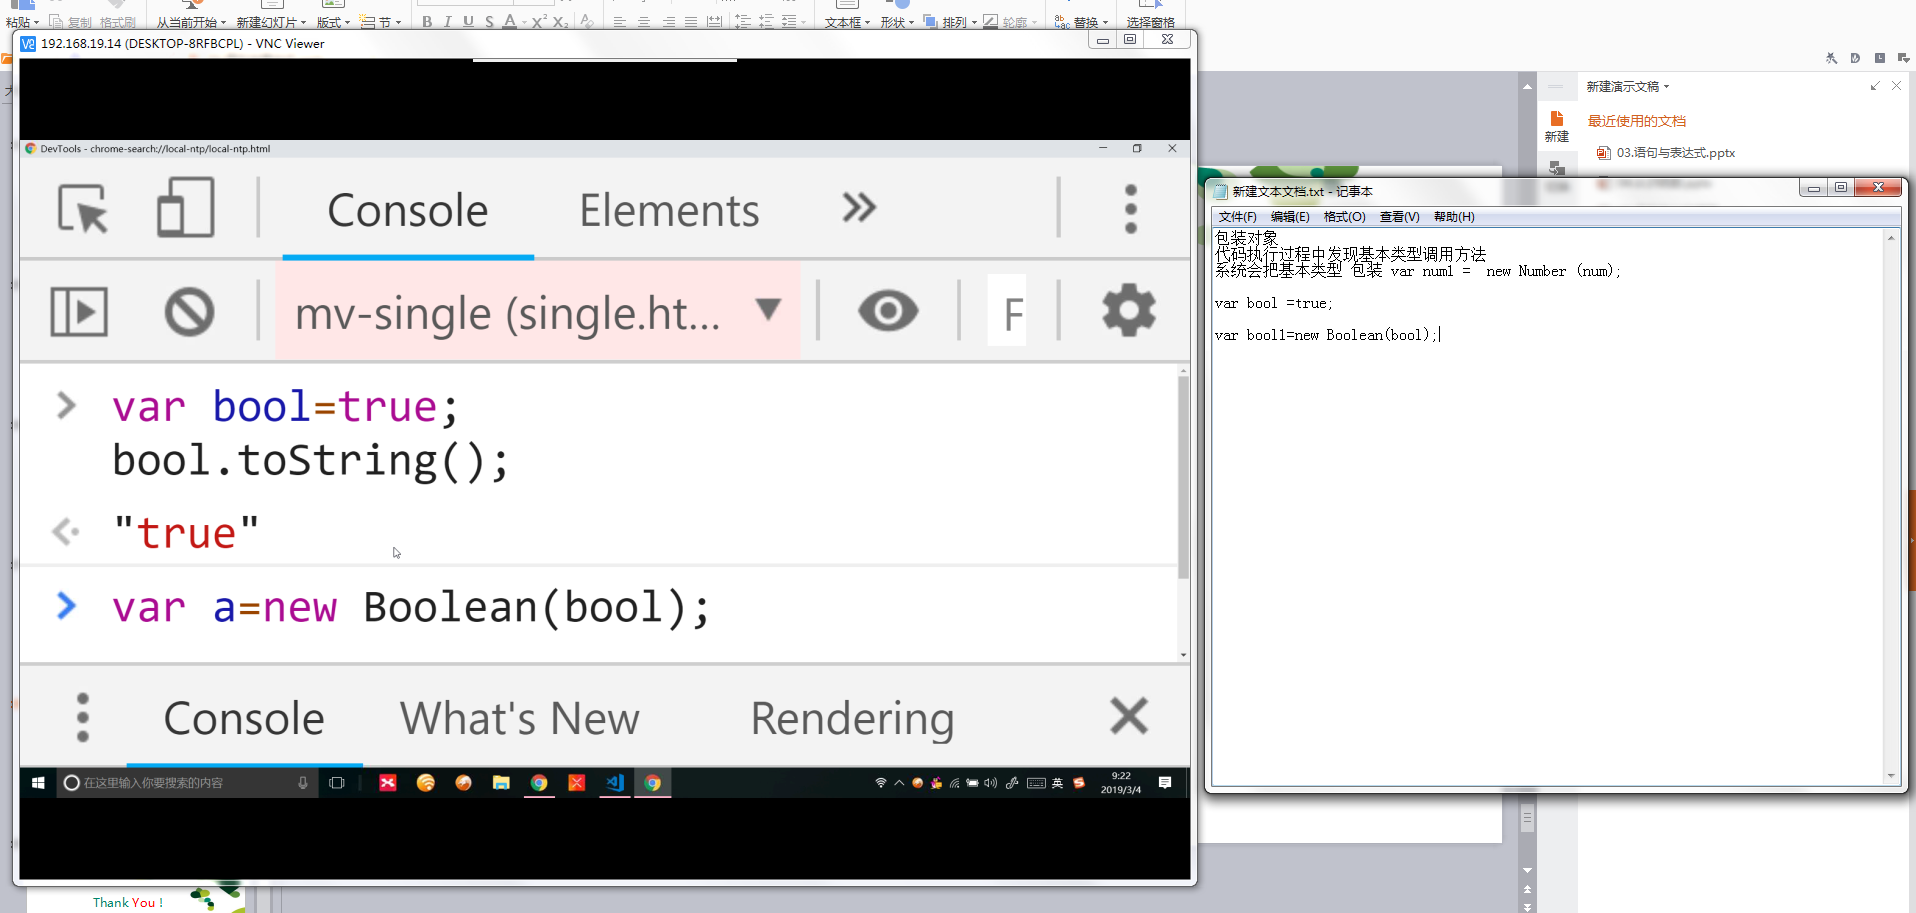 粘贴 复制 格式刷 从当前开始 新建幻灯片 版式 节 B I U S A X² X₂ 文本框 形状 排列 轮廓 替换 选择窗格
192.168.19.14 (DESKTOP-8RFBCPL) - VNC Viewer
DevTools - chrome-search://local-ntp/local-ntp.html
Console Elements
mv-single (single.ht... F
var bool=true;
bool.toString();
"true"
var a=new Boolean(bool);
Console What's New Rendering
在这里输入你要搜索的内容
英
9:22
2019/3/4
Thank You !
新建演示文稿
最近使用的文档
新建
03.语句与表达式.pptx
新建文本文档.txt - 记事本
文件(F) 编辑(E) 格式(O) 查看(V) 帮助(H)
包装对象
代码执行过程中发现基本类型调用方法
系统会把基本类型 包装 var num1 = new Number (num);
var bool =true;
var bool1=new Boolean(bool);